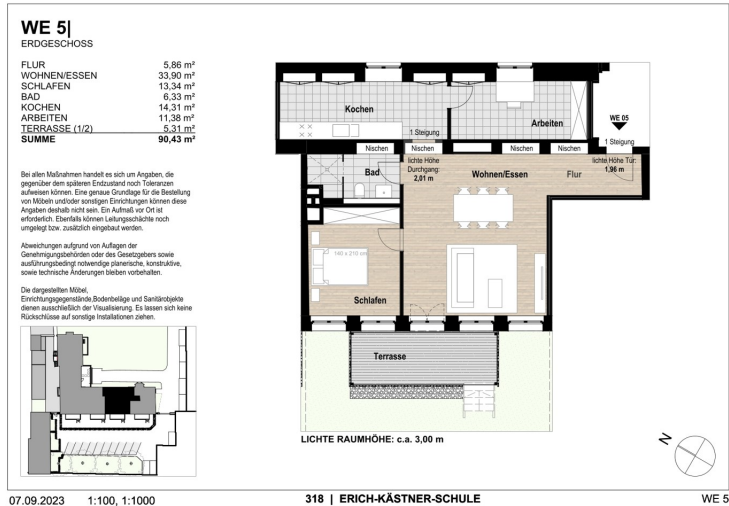 WE 5|
ERDGESCHOSS
FLUR 5,86 m²
WOHNEN/ESSEN 33,90 m²
SCHLAFEN 13,34 m²
BAD 6,33 m²
KOCHEN 14,31 m²
ARBEITEN 11,38 m²
TERRASSE (1/2) 5,31 m²
SUMME 90,43 m²
Bei allen Maßnahmen handelt es sich um Angaben, die
gegenüber dem späteren Endzustand noch Toleranzen
aufweisen können. Eine genaue Grundlage für die Bestellung
von Möbeln und/oder sonstigen Einrichtungen können diese
Angaben deshalb nicht sein. Ein Aufmaß vor Ort ist
erforderlich. Ebenfalls können Leitungsschächte noch
umgelegt bzw. zusätzlich eingebaut werden.
Abweichungen aufgrund von Auflagen der
Genehmigungsbehörden oder des Gesetzgebers sowie
ausführungsbedingt notwendige planerische, konstruktive,
sowie technische Änderungen bleiben vorbehalten.
Die dargestellten Möbel,
Einrichtungsgegenstände,Bodenbeläge und Sanitärobjekte
dienen ausschließlich der Visualisierung. Es lassen sich keine
Rückschlüsse auf sonstige Installationen ziehen.
Kochen
Arbeiten
WE 05
1 Steigung
1 Steigung
Nischen
Nischen
Nischen
Nischen
lichte Höhe
Durchgang:
2,01 m
lichte Höhe Tür:
1,96 m
Bad
Wohnen/Essen
Flur
140 x 210 cm
Schlafen
Terrasse
LICHTE RAUMHÖHE: c.a. 3,00 m
N
07.09.2023 1:100, 1:1000
318 | ERICH-KÄSTNER-SCHULE
WE 5